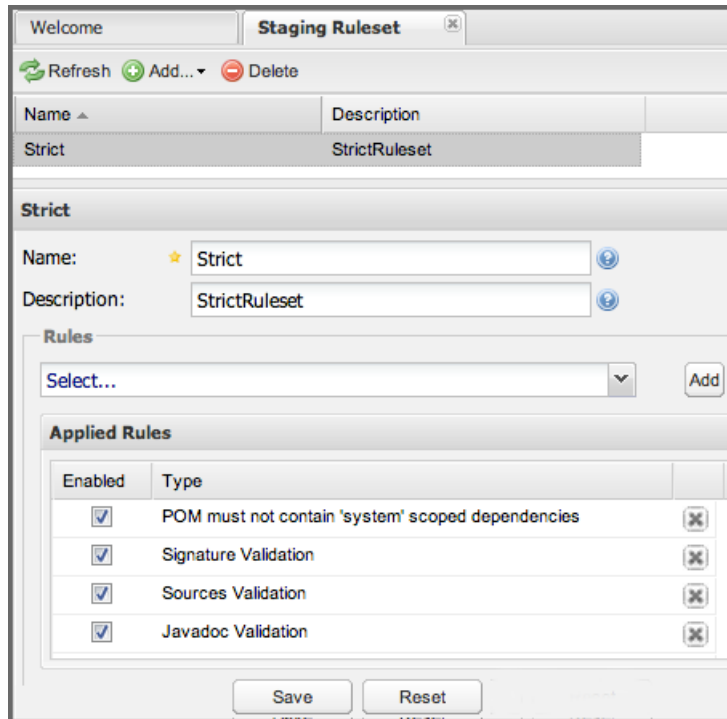 Welcome Staging Ruleset
Refresh Add... Delete
Name Description
Strict StrictRuleset
Strict
Name: Strict
Description: StrictRuleset
Rules
Select... Add
Applied Rules
Enabled Type
POM must not contain 'system' scoped dependencies
Signature Validation
Sources Validation
Javadoc Validation
Save Reset